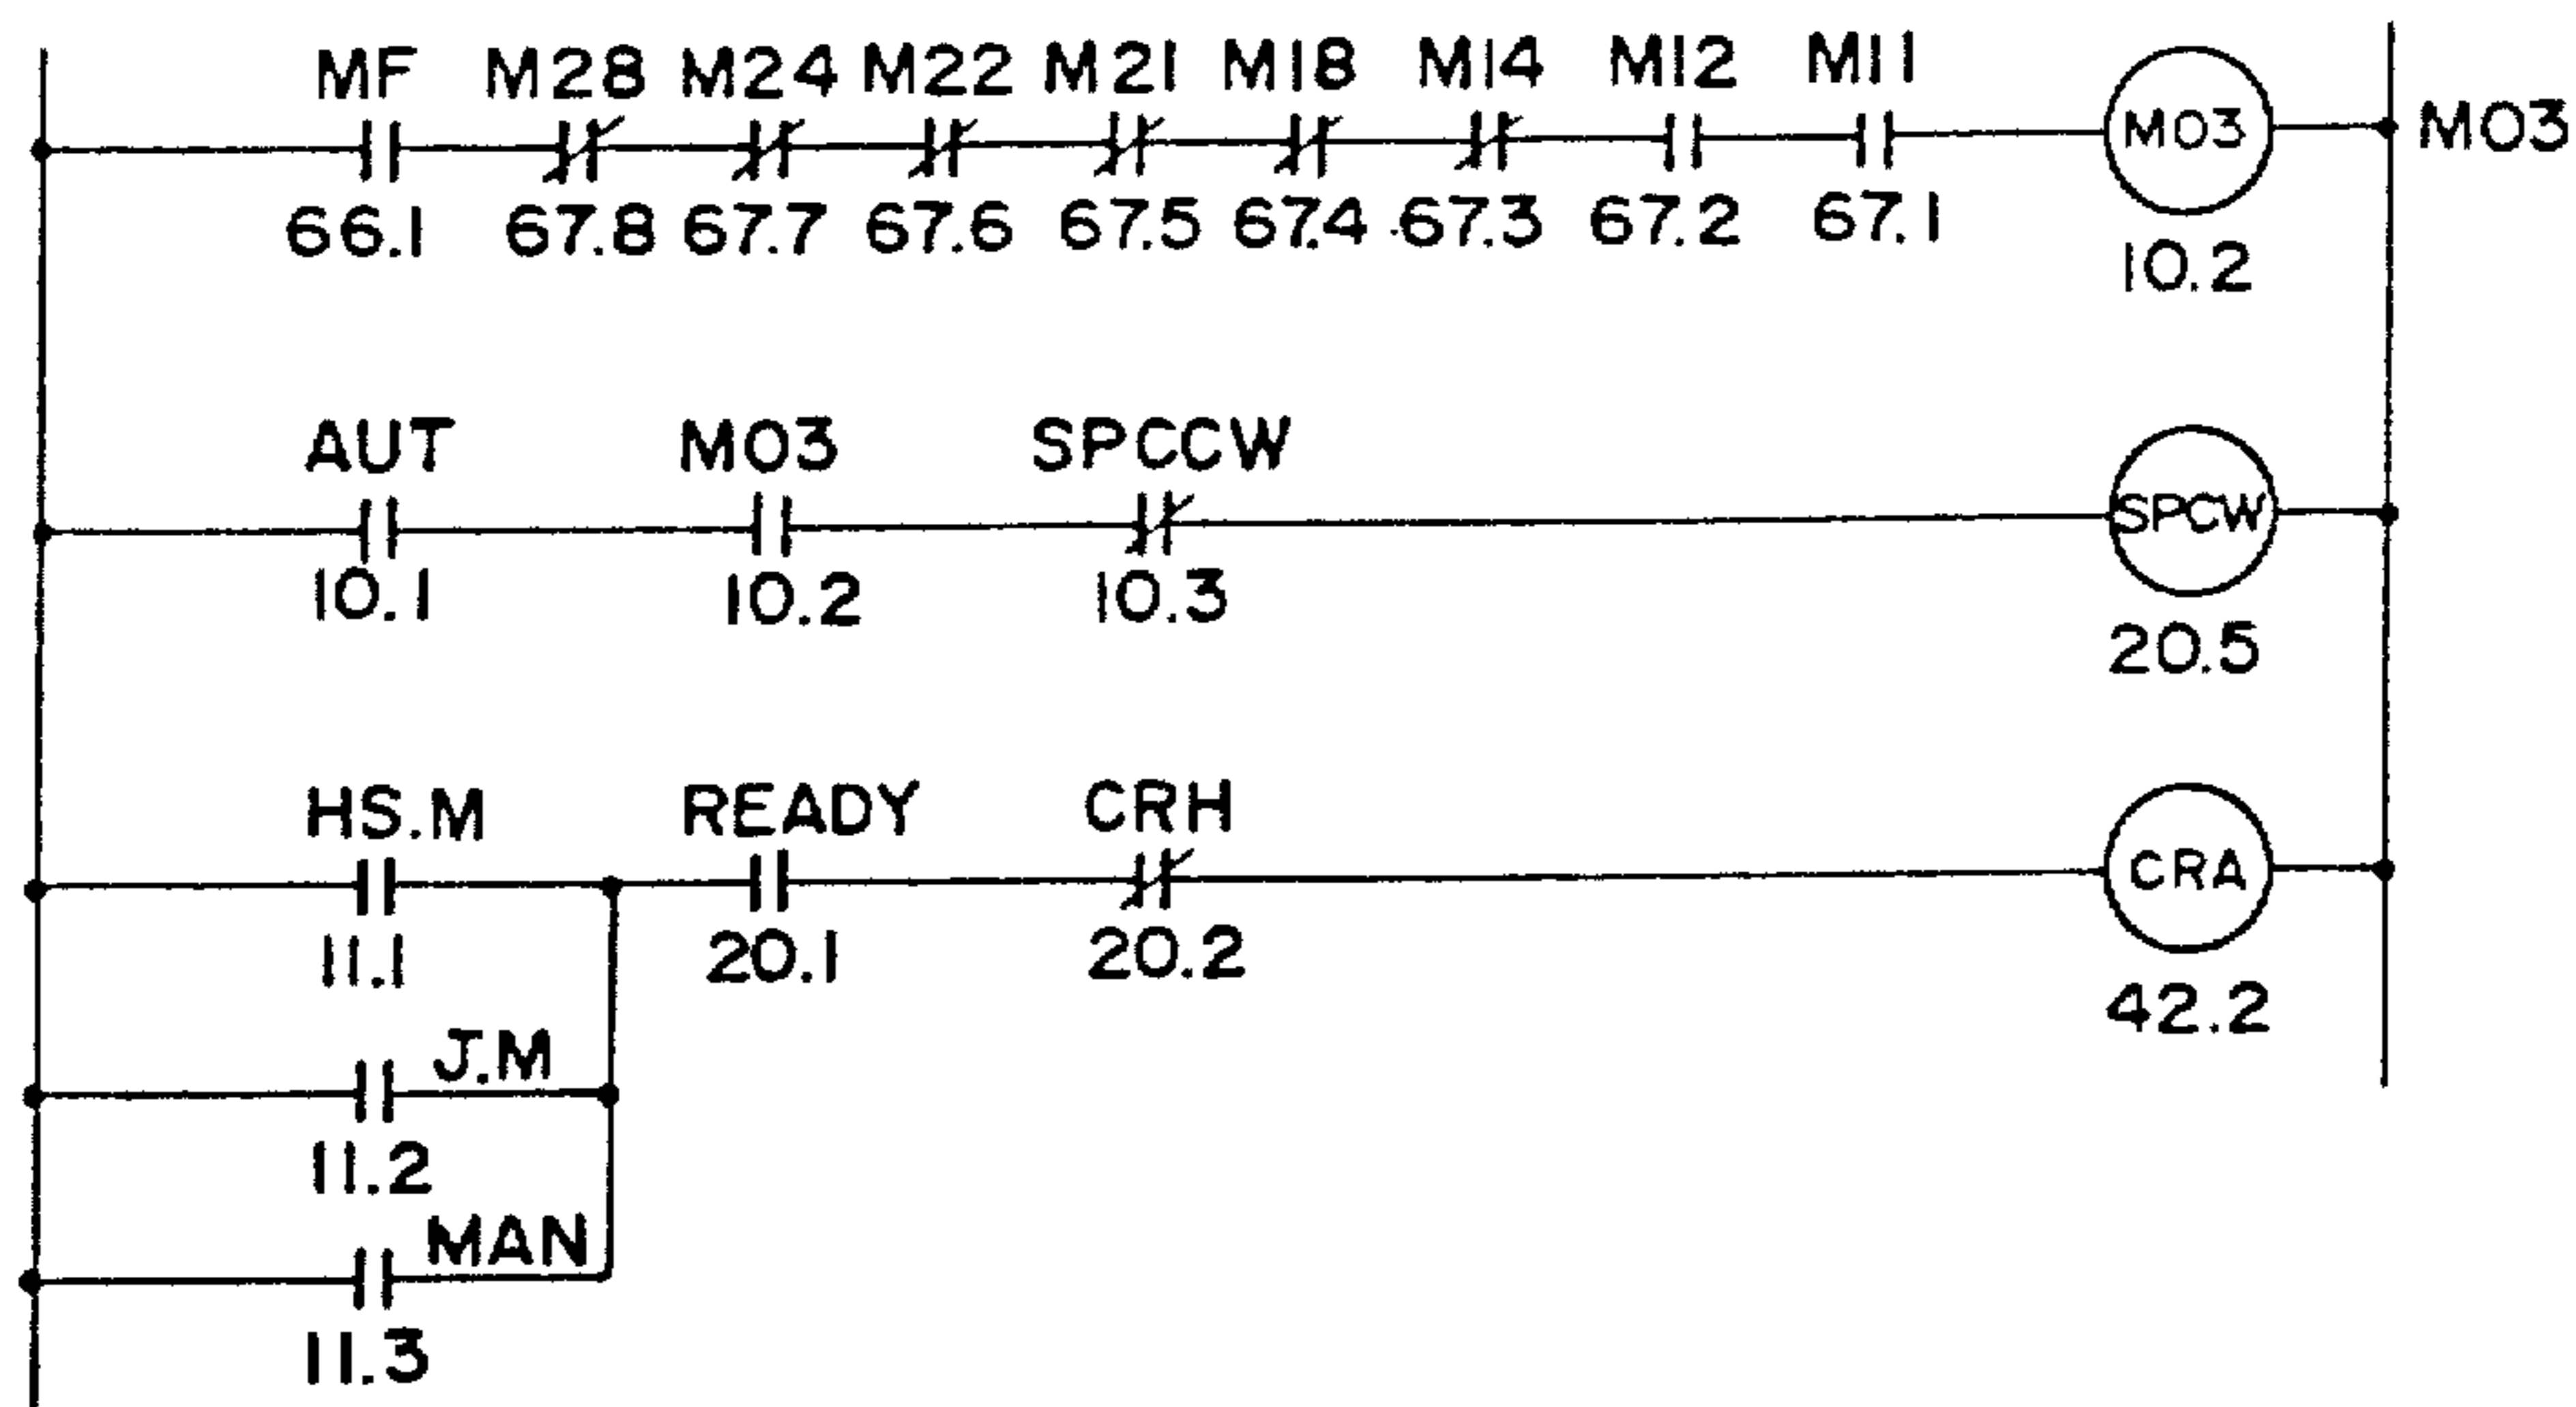 MF M28 M24 M22 M21 M18 M14 M12 M11
M03 M03
66.1 67.8 67.7 67.6 67.5 67.4 67.3 67.2 67.1
10.2
AUT M03 SPCCW
SPCW
10.1 10.2 10.3
20.5
HS.M READY CRH
CRA
11.1 20.1 20.2
42.2
J.M
11.2
MAN
11.3